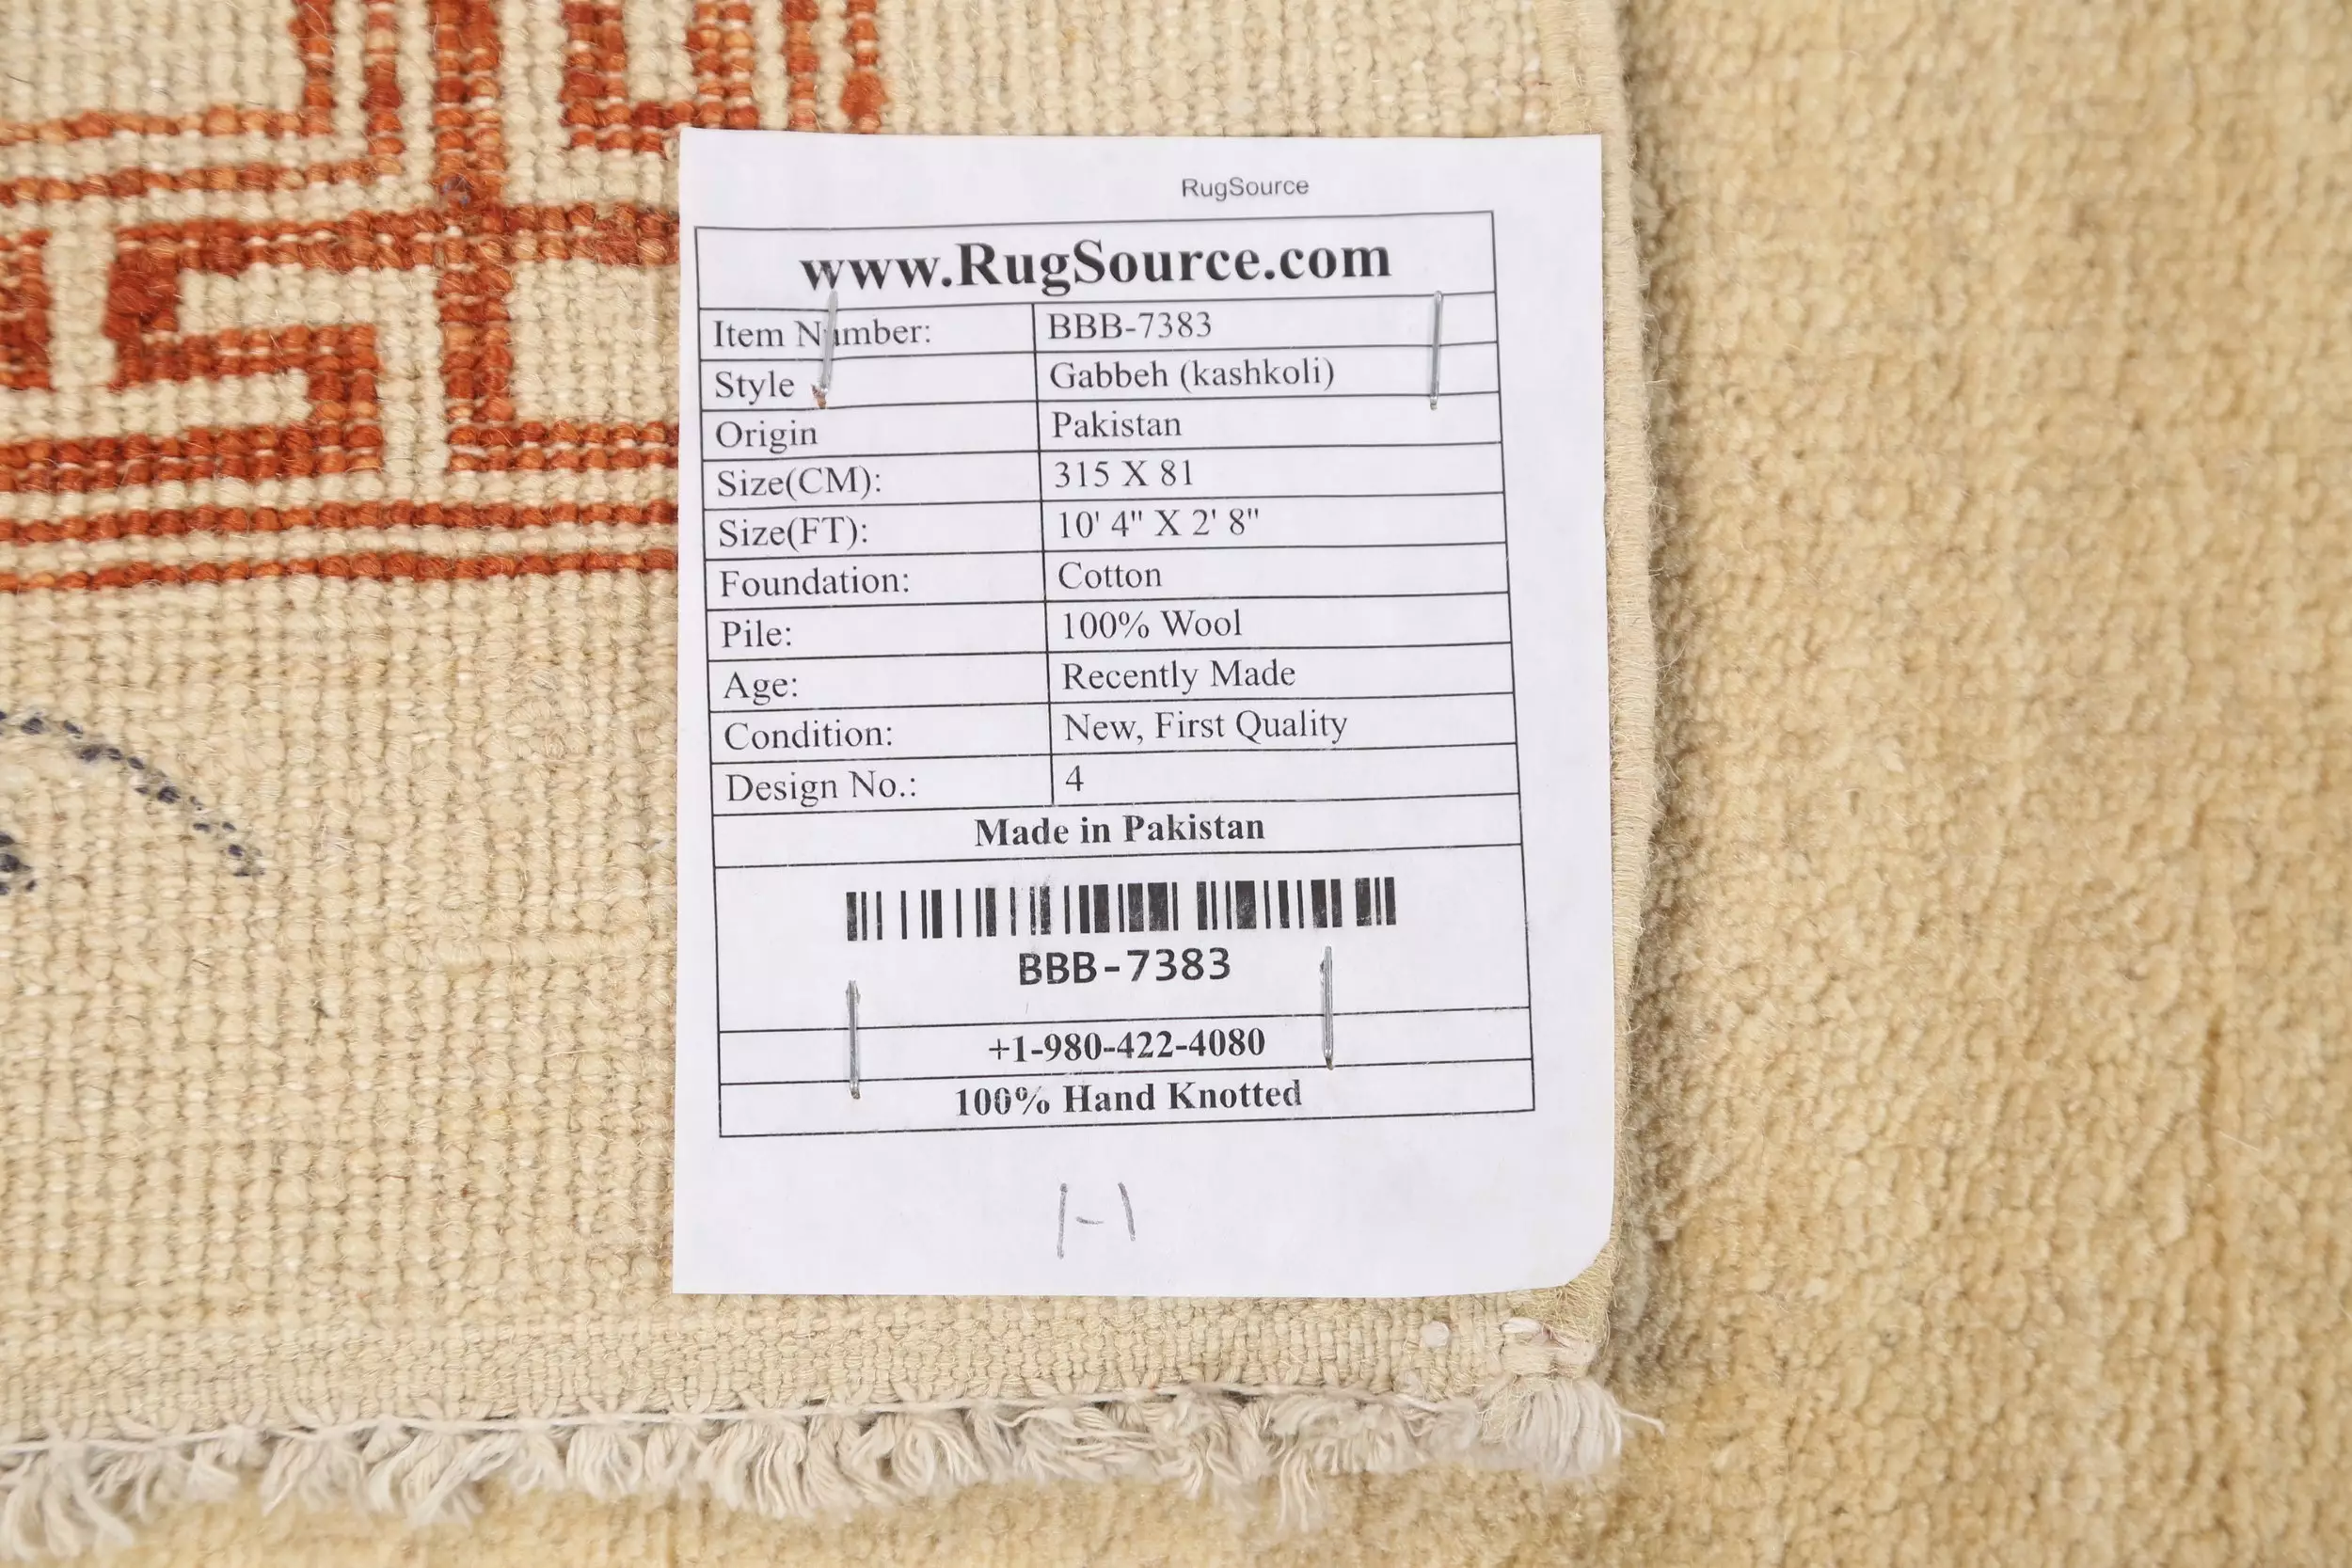 RugSource
www.RugSource.com
Item Number: BBB-7383
Style Gabbeh (kashkoli)
Origin Pakistan
Size(CM): 315 X 81
Size(FT): 10' 4" X 2' 8"
Foundation: Cotton
Pile: 100% Wool
Age: Recently Made
Condition: New, First Quality
Design No.: 4
Made in Pakistan
BBB-7383
+1-980-422-4080
100% Hand Knotted
1-1